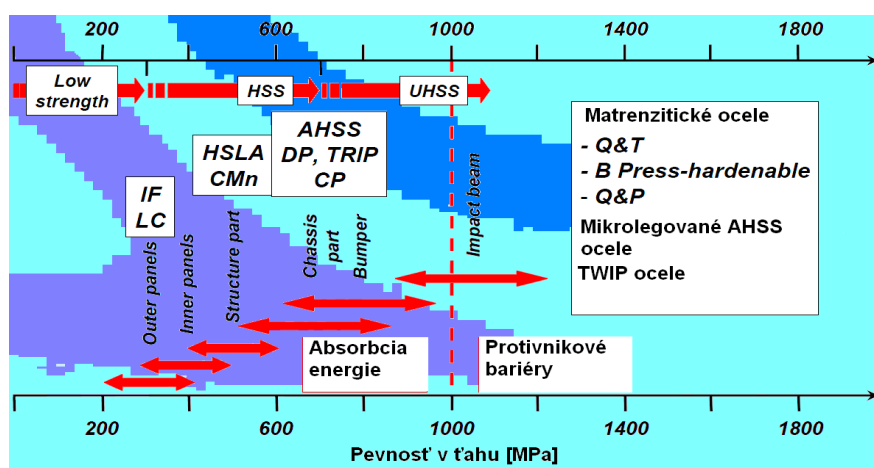 200 600 1000 1400 1800
Low
strength
HSS
UHSS
HSLA
CMn
AHSS
DP, TRIP
CP
IF
LC
Outer panels
Inner panels
Structure part
Chassis
part
Bumper
Impact beam
Matrenzitické ocele
- Q&T
- B Press-hardenable
- Q&P
Mikrolegované AHSS
ocele
TWIP ocele
Absorbcia
energie
Protivnikové
bariéry
200 600 1000 1400 1800
Pevnosť v ťahu [MPa]